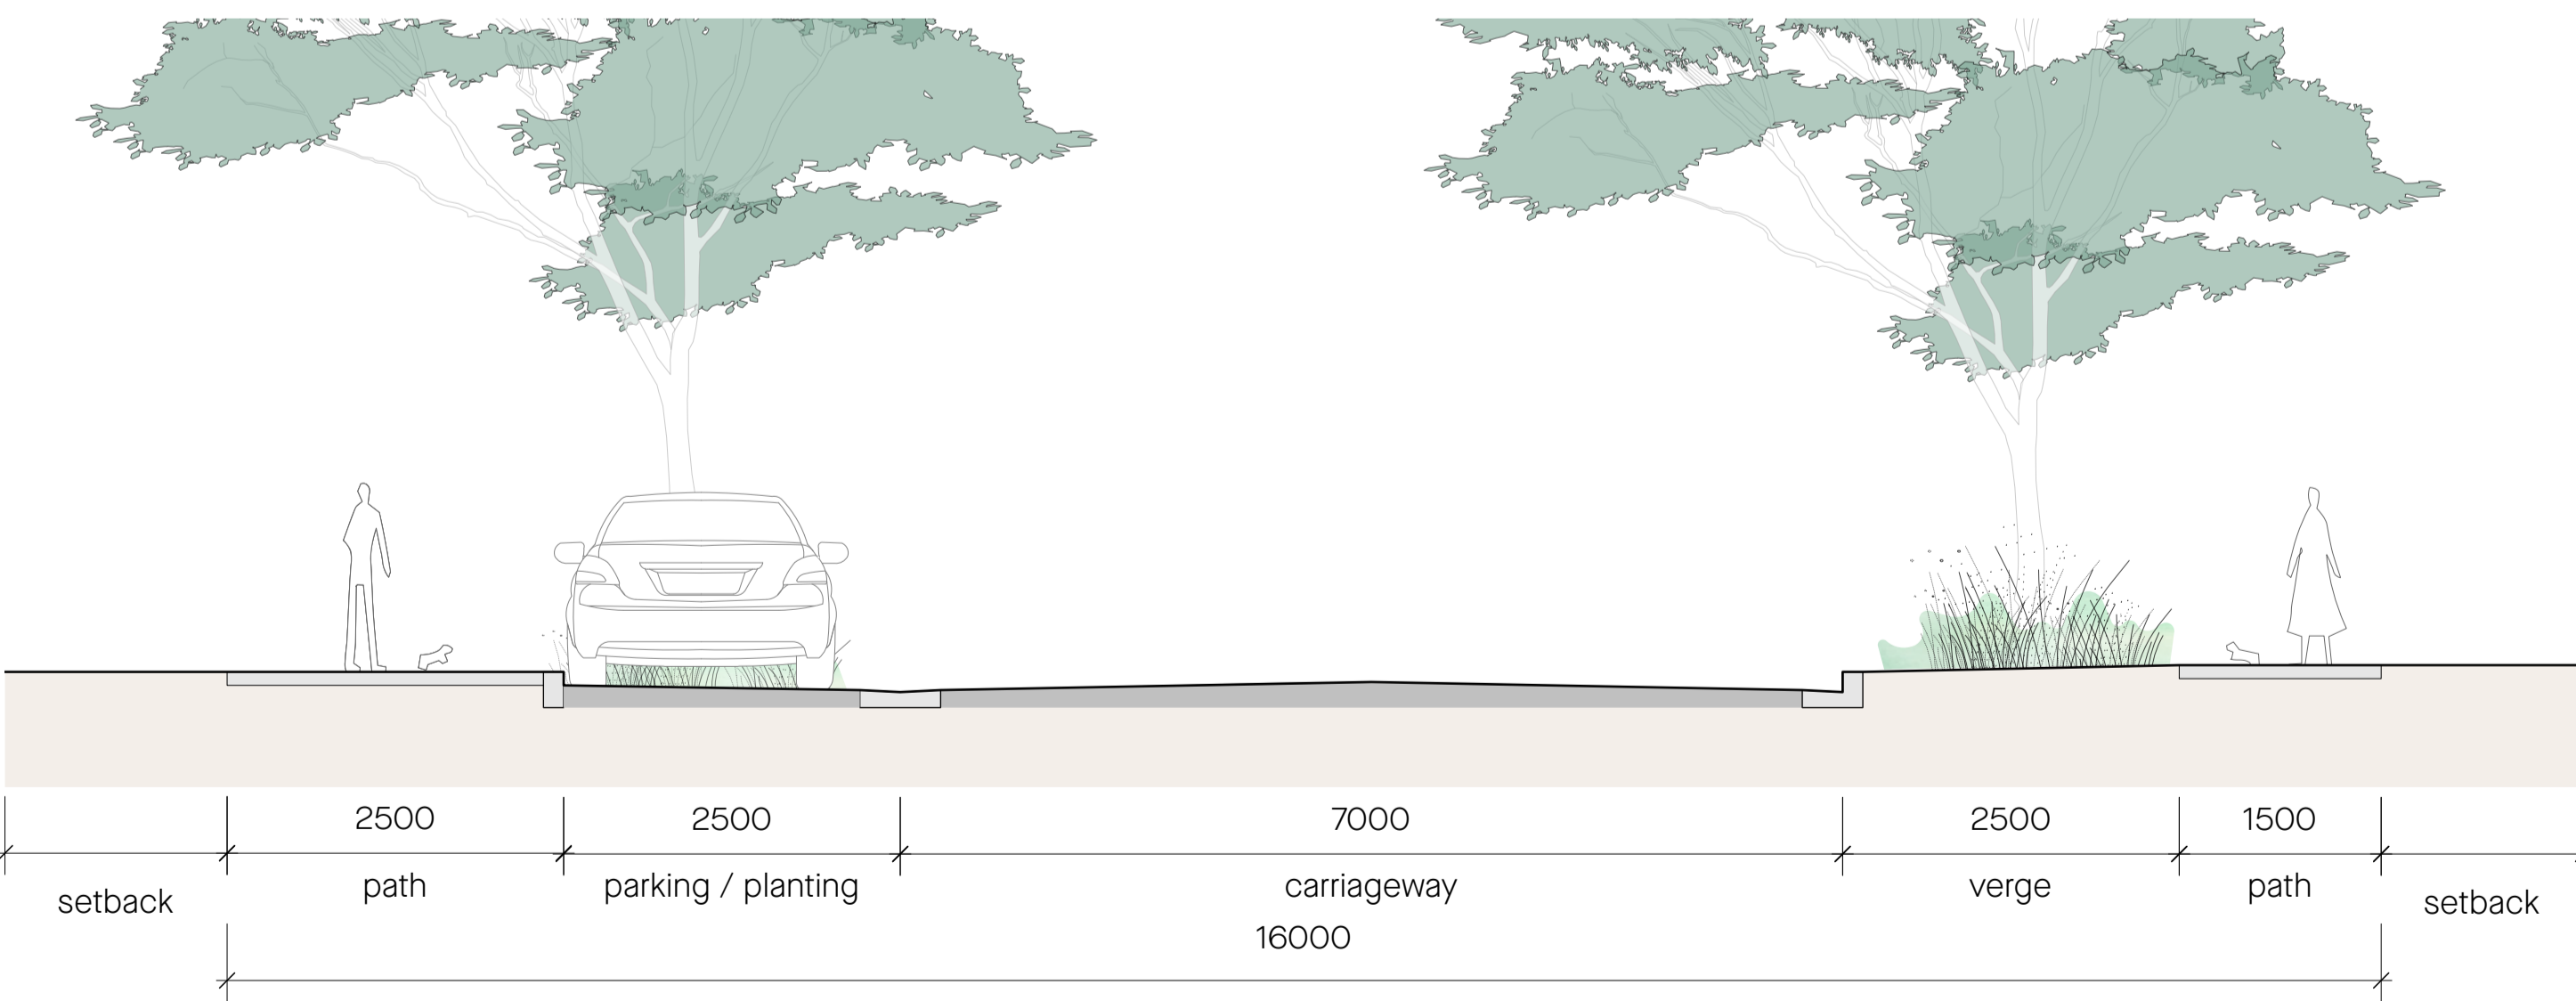 2500 2500 7000 2500 1500
setback path parking / planting carriageway verge path setback
16000